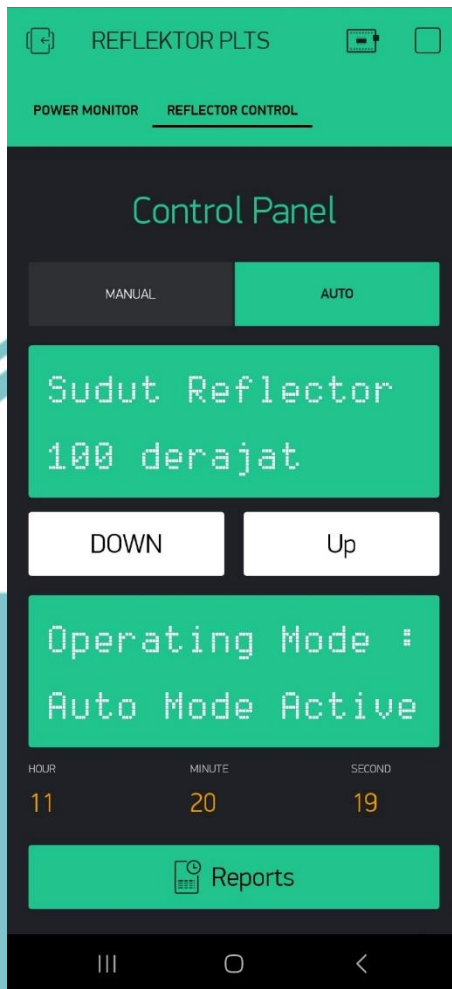 REFLEKTOR PLTS
POWER MONITOR REFLECTOR CONTROL
Control Panel
MANUAL AUTO
Sudut Reflector
100 derajat
DOWN Up
Operating Mode :
Auto Mode Active
HOUR MINUTE SECOND
11 20 19
Reports